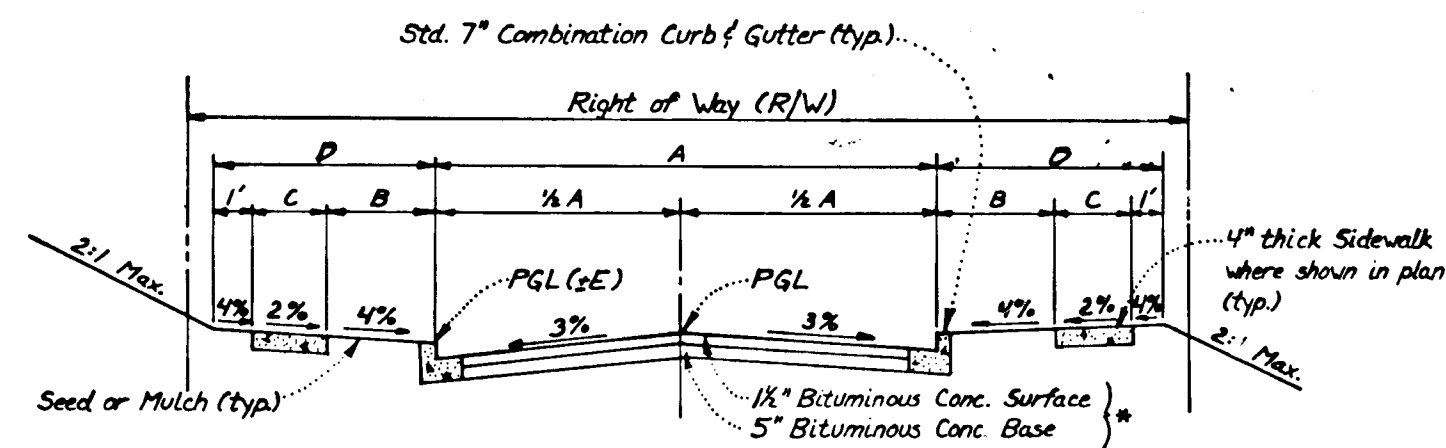 Std. 7" Combination Curb & Gutter (typ.)
Right of Way (R/W)
D A D
1' C B ½ A ½ A B C 1'
2:1 Max.
4" thick Sidewalk
where shown in plan
(typ.)
PGL (±E) PGL
4% 2% 4% 3% 3% 4% 2% 4%
2:1 Max.
Seed or Mulch (typ.)
1½" Bituminous Conc. Surface } *
5" Bituminous Conc. Base